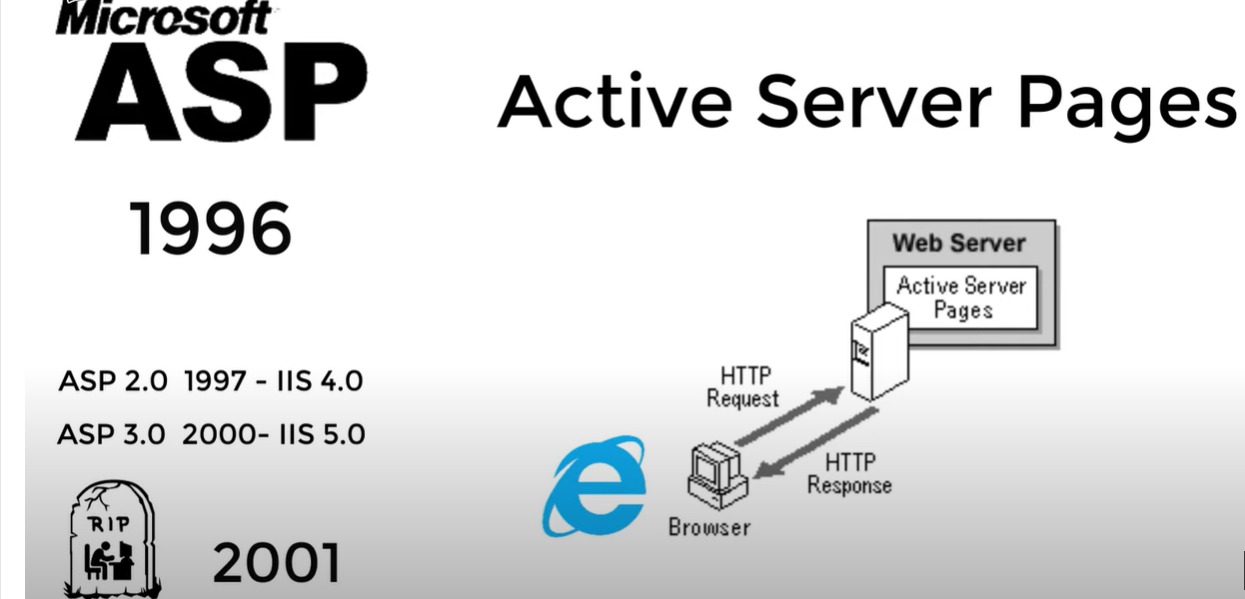 Microsoft
ASP
Active Server Pages
1996
Web Server
Active Server
Pages
HTTP
Request
HTTP
Response
Browser
ASP 2.0 1997 - IIS 4.0
ASP 3.0 2000- IIS 5.0
RIP
2001